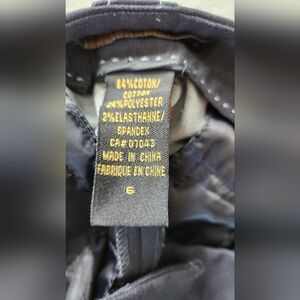 64%COTON/
COTTON
34%POLYESTER
2%ELASTHANNE/
SPANDEX
CA# 07043
MADE IN CHINA
FABRIQUE EN CHINE
6